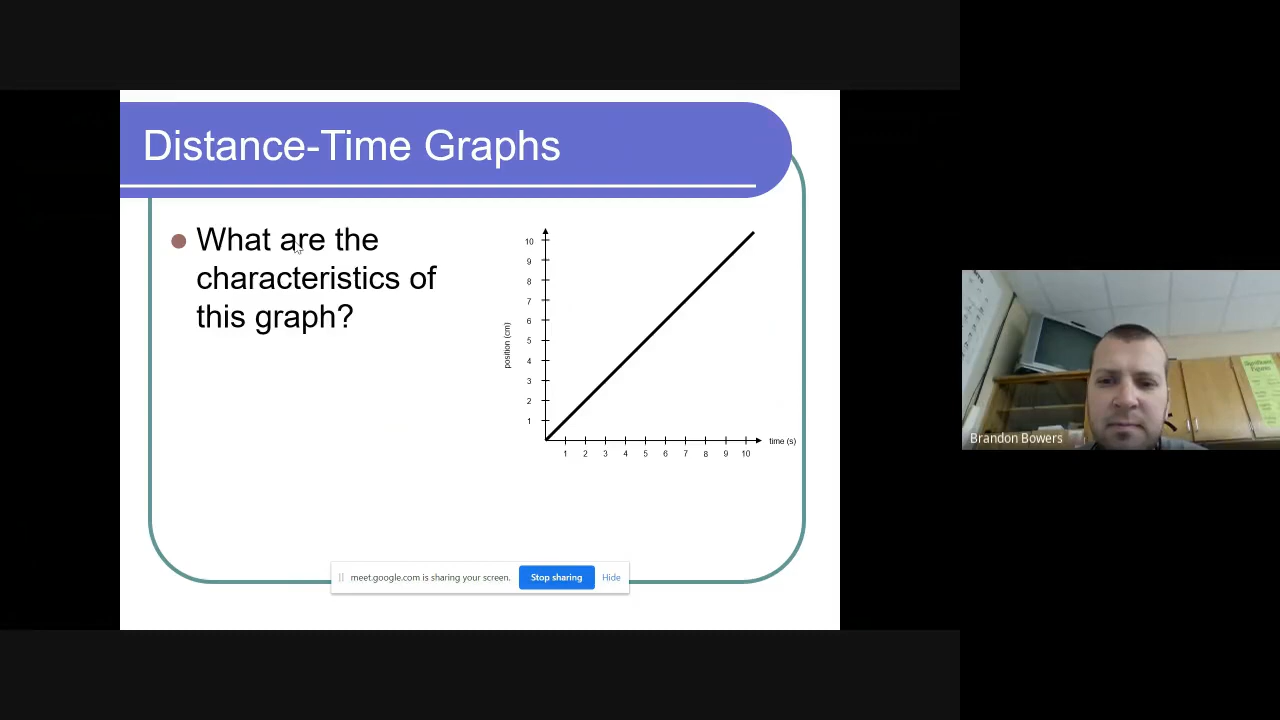 Distance-Time Graphs
What are the
characteristics of
this graph?
10
9
8
7
6
5
4
3
2
1
position (cm)
1 2 3 4 5 6 7 8 9 10
time (s)
meet.google.com is sharing your screen. Stop sharing Hide
Brandon Bowers
Significant
Figures